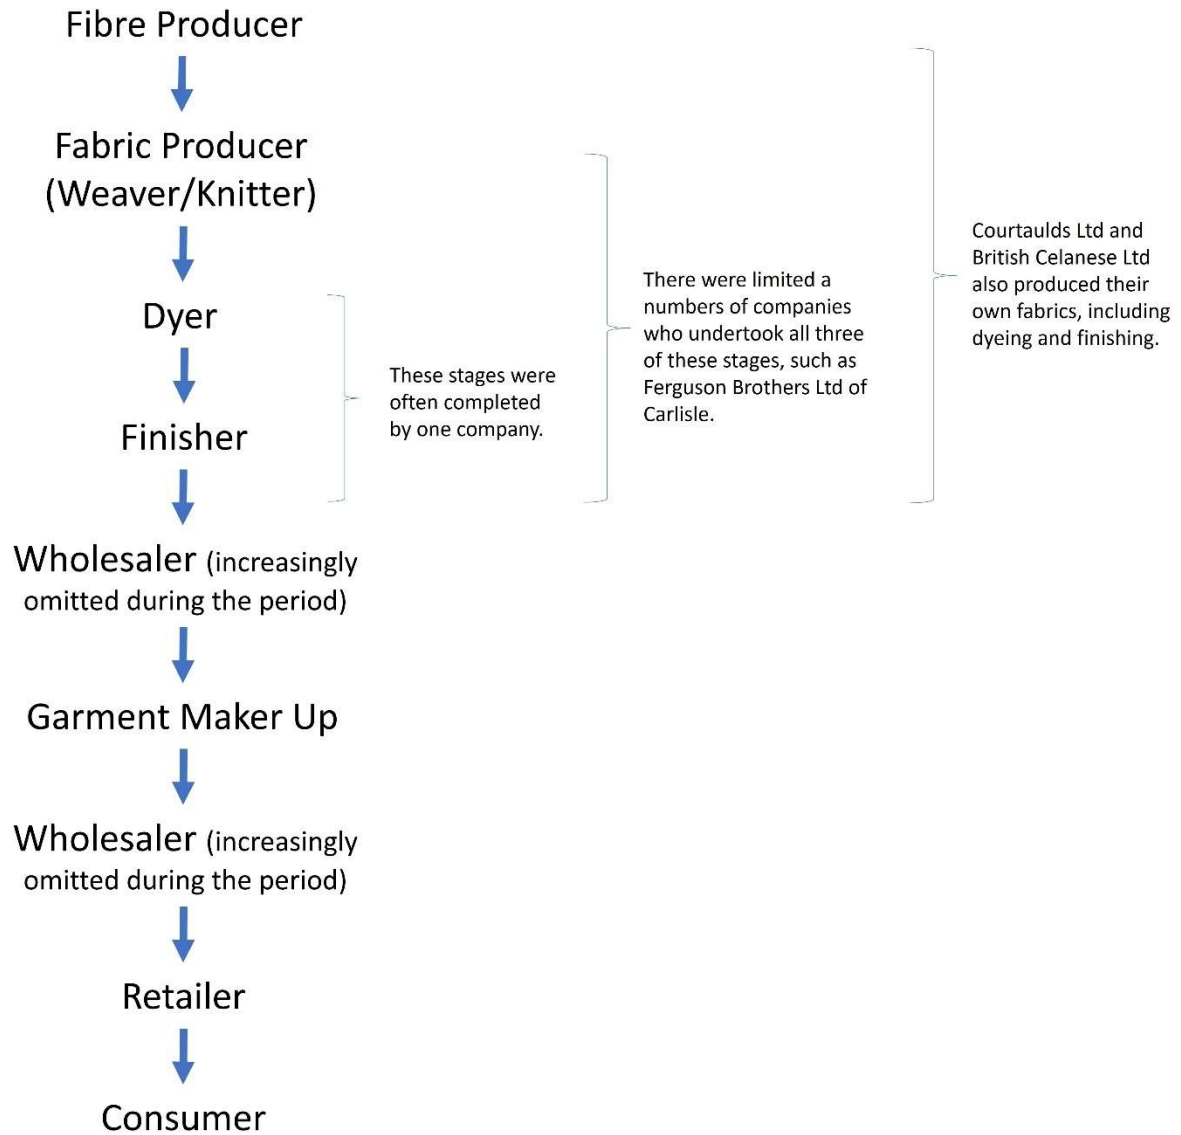 Fibre Producer
Fabric Producer
(Weaver/Knitter)
Dyer
Finisher
Wholesaler (increasingly
omitted during the period)
Garment Maker Up
Wholesaler (increasingly
omitted during the period)
Retailer
Consumer
These stages were
often completed
by one company.
There were limited a
numbers of companies
who undertook all three
of these stages, such as
Ferguson Brothers Ltd of
Carlisle.
Courtaulds Ltd and
British Celanese Ltd
also produced their
own fabrics, including
dyeing and finishing.